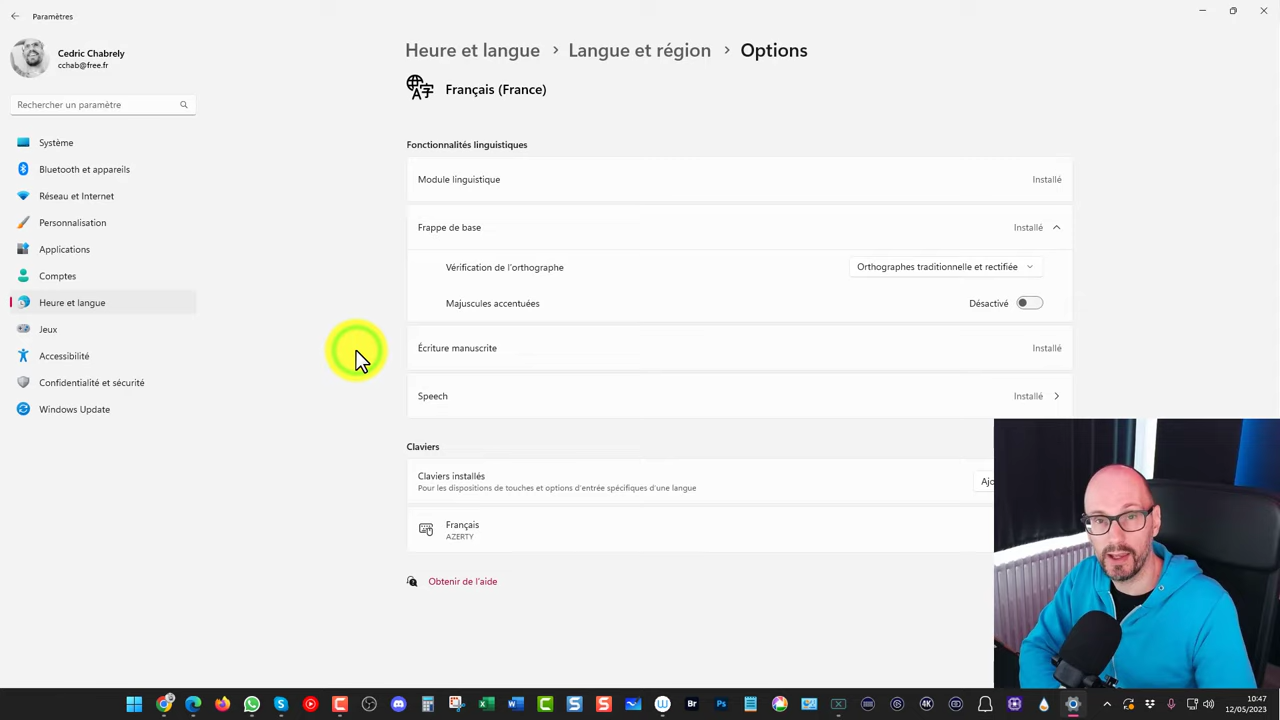 Paramètres
Cedric Chabrely
cchab@free.fr
Rechercher un paramètre
Système
Bluetooth et appareils
Réseau et Internet
Personnalisation
Applications
Comptes
Heure et langue
Jeux
Accessibilité
Confidentialité et sécurité
Windows Update
Heure et langue > Langue et région > Options
Français (France)
Fonctionnalités linguistiques
Module linguistique Installé
Frappe de base Installé
Vérification de l'orthographe Orthographes traditionnelle et rectifiée
Majuscules accentuées Désactivé
Écriture manuscrite Installé
Speech Installé
Claviers
Claviers installés
Pour les dispositions de touches et options d'entrée spécifiques d'une langue
Ajo
Français
AZERTY
Obtenir de l'aide
10:47
12/05/2023